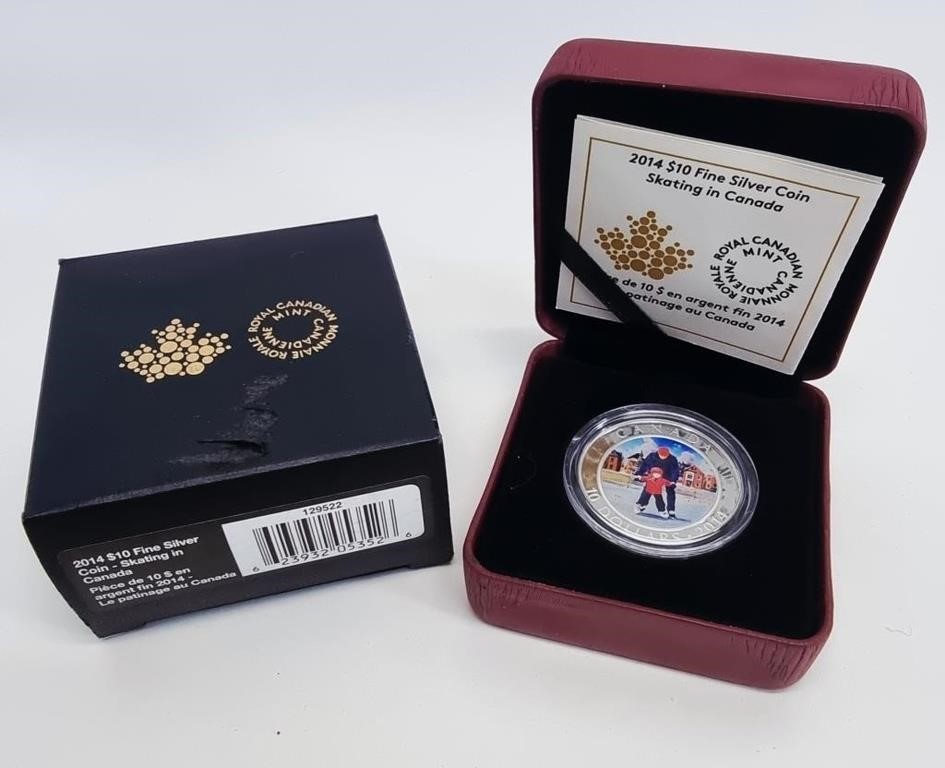 ROYAL CANADIAN MINT
MONNAIE ROYALE CANADIENNE
2014 $10 Fine Silver
Coin - Skating in
Canada
Pièce de 10 $ en
argent fin 2014 -
Le patinage au Canada
129522
6 23932 05352 6
2014 $10 Fine Silver Coin
Skating in Canada
ROYAL CANADIAN MINT
MONNAIE ROYALE CANADIENNE
de 10 $ en argent fin 2014
patinage au Canada
CANADA
10 DOLLARS 2014